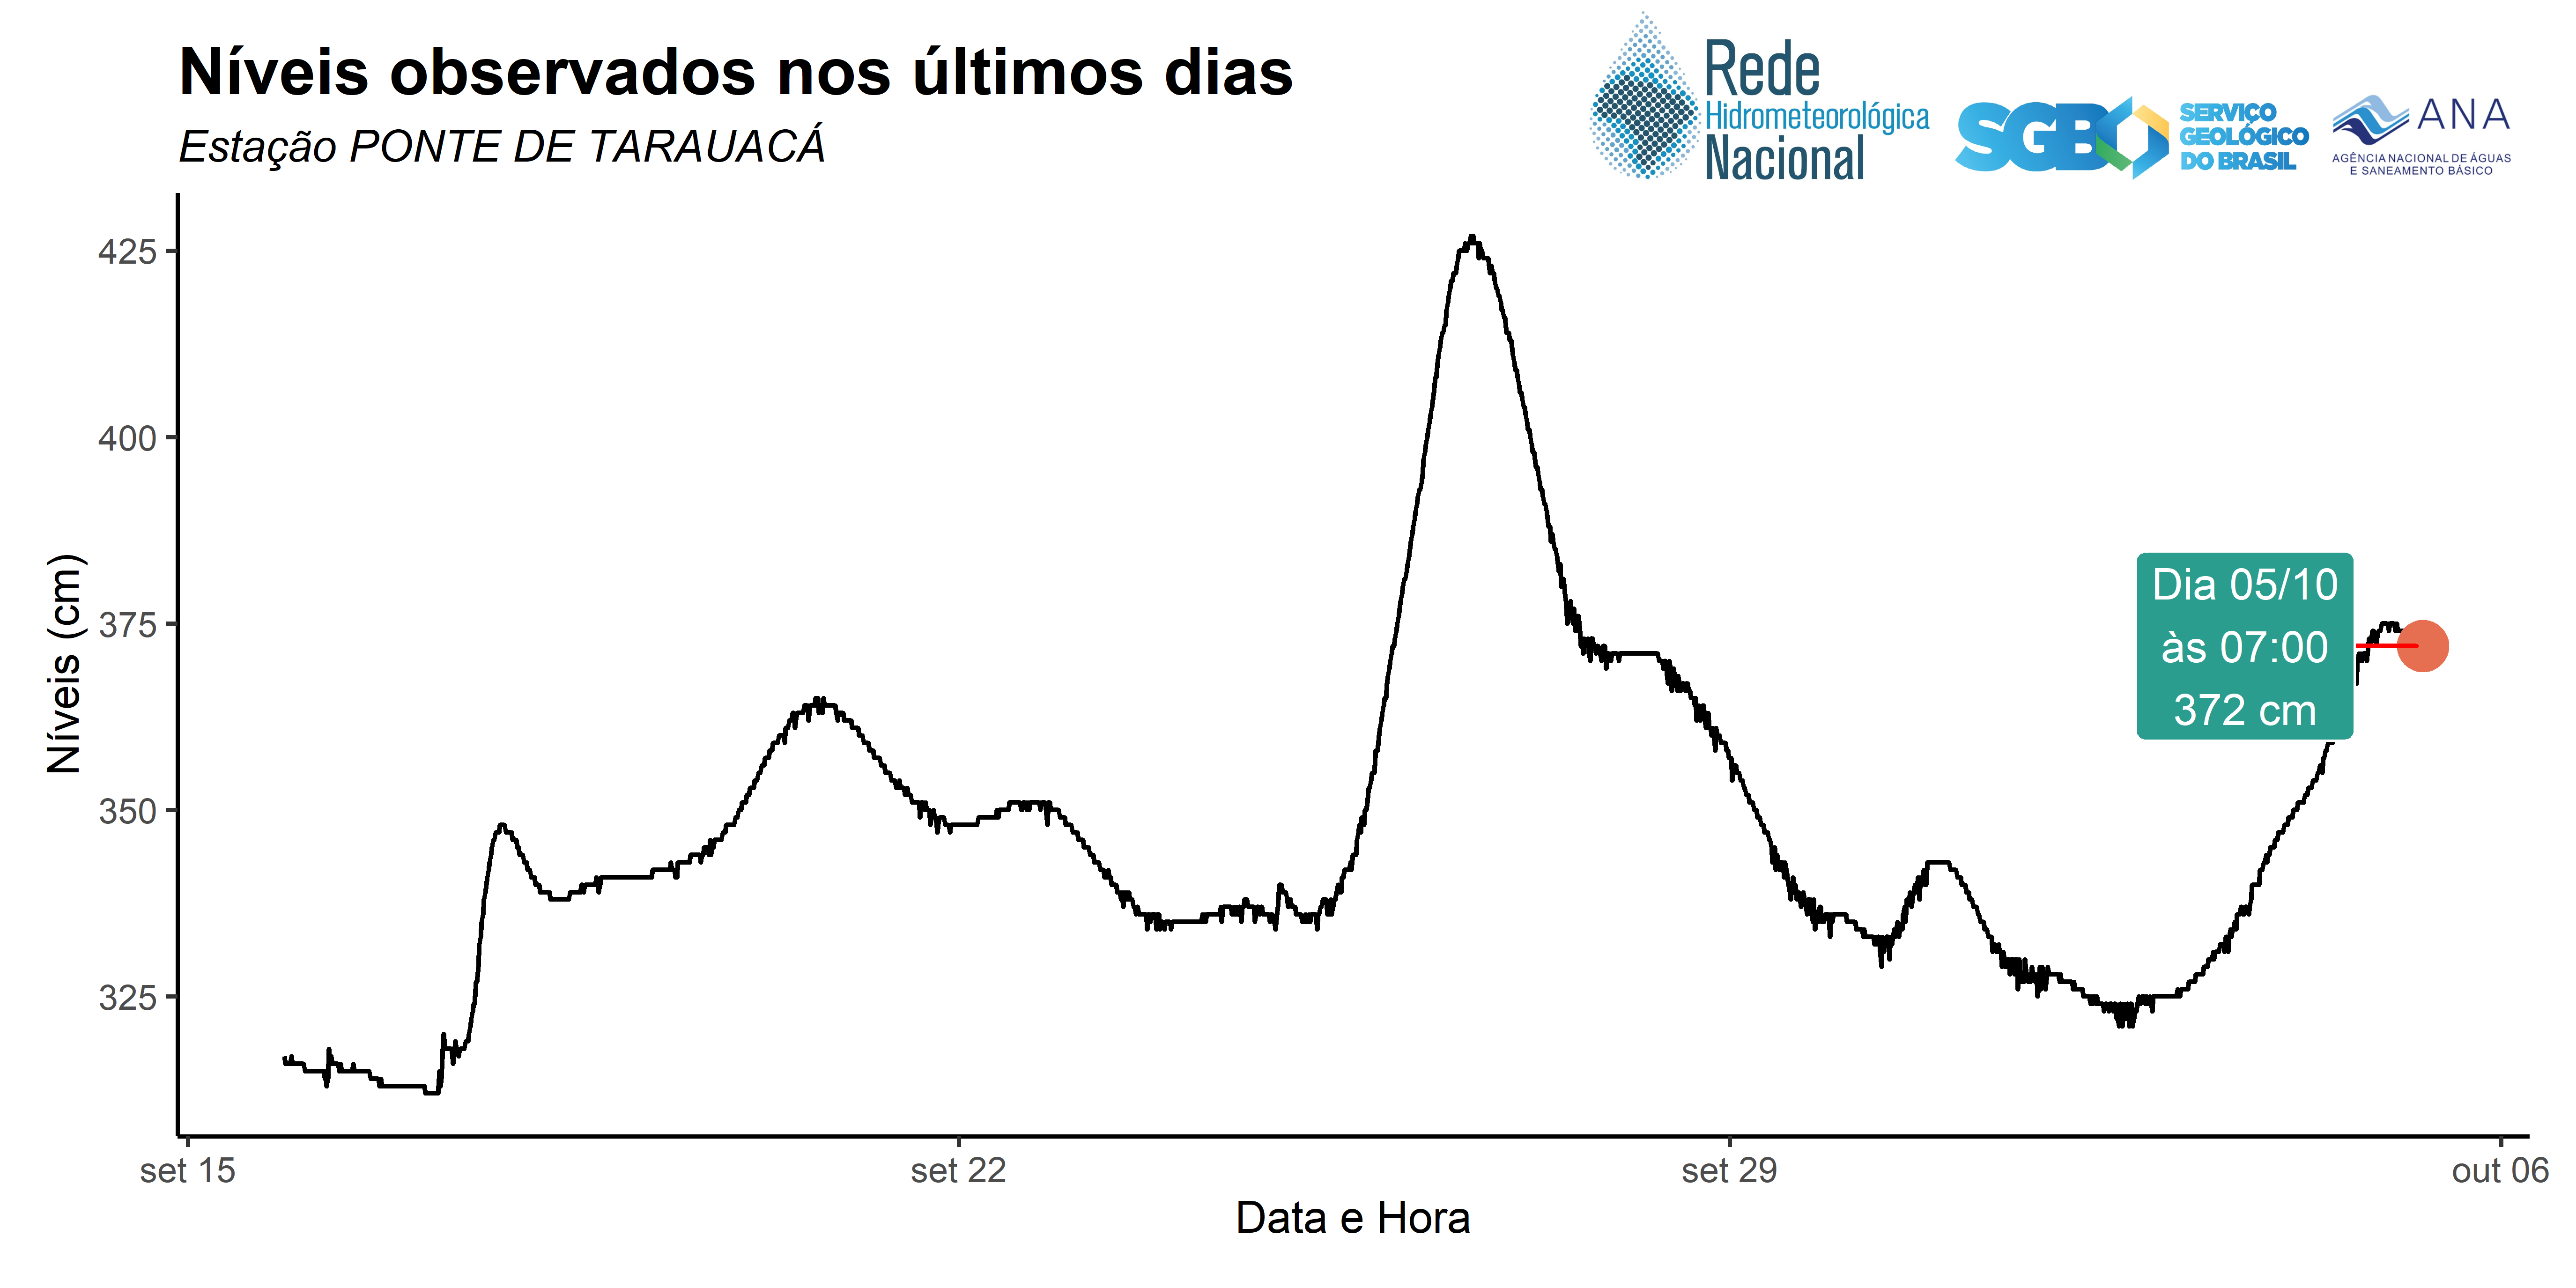 Níveis observados nos últimos dias
Estação PONTE DE TARAUACÁ
Rede
Hidrometeorológica
Nacional
SGB
SERVIÇO
GEOLÓGICO
DO BRASIL
ANA
AGÊNCIA NACIONAL DE ÁGUAS
E SANEAMENTO BÁSICO
Níveis (cm)
425
400
375
350
325
Dia 05/10
às 07:00
372 cm
set 15
set 22
set 29
out 06
Data e Hora